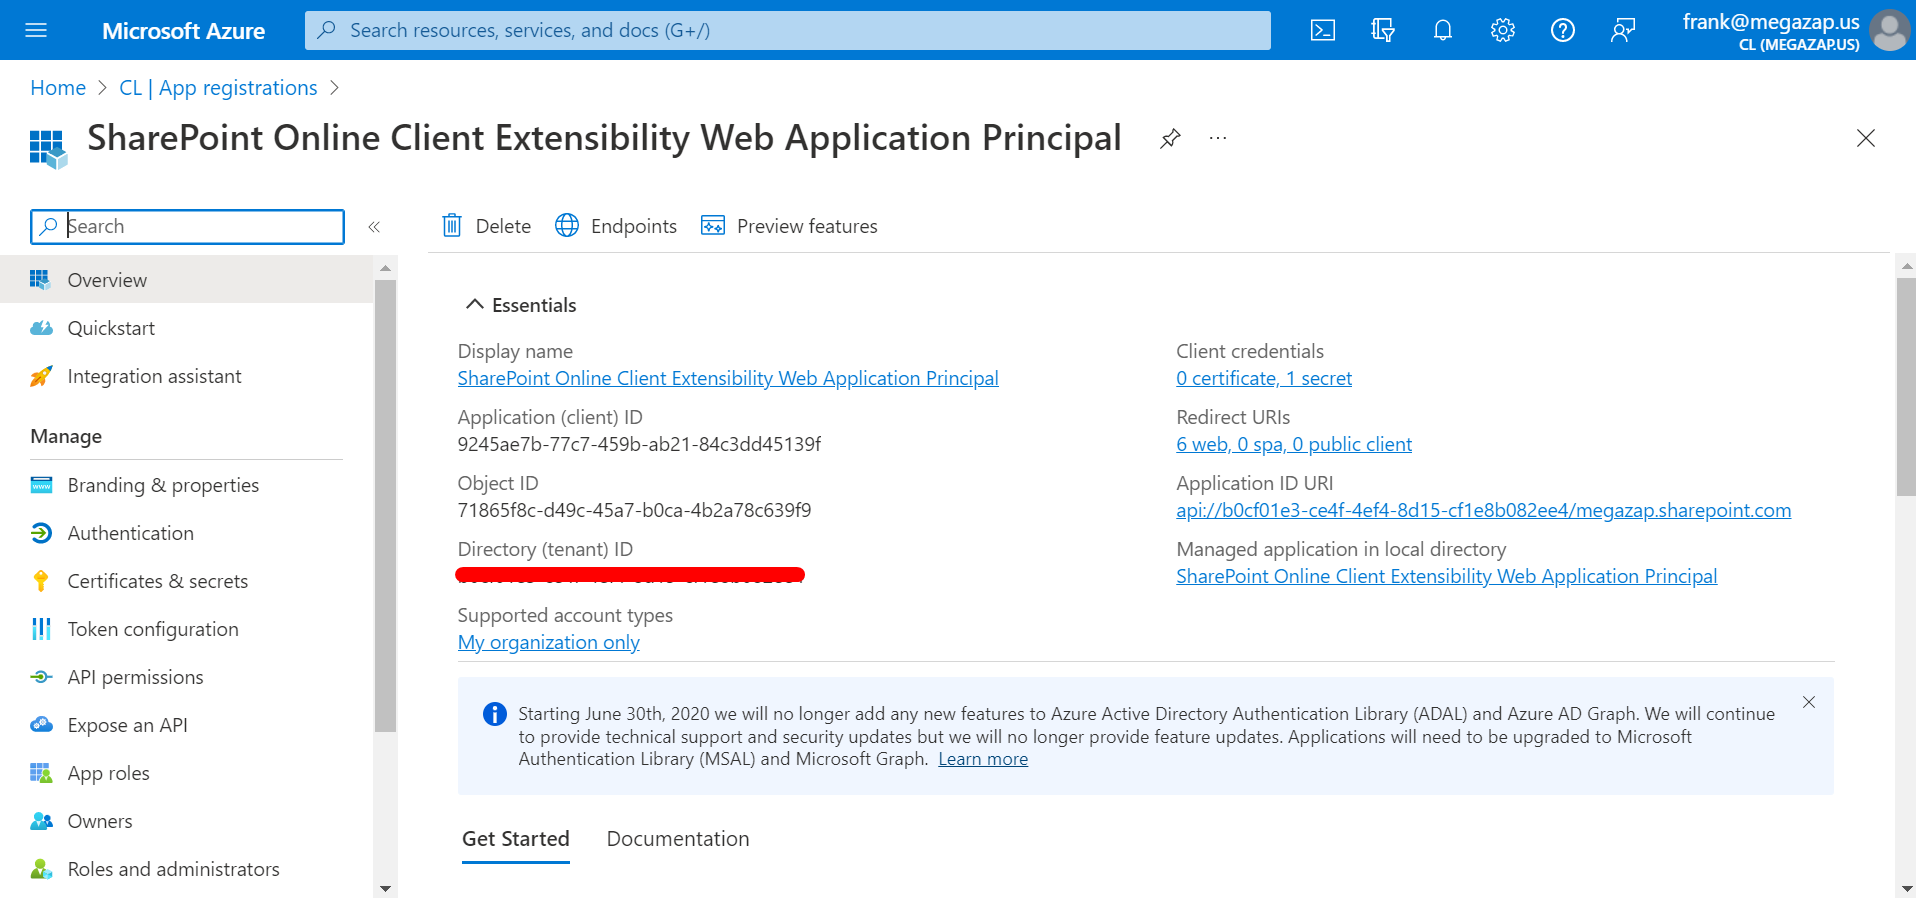 Microsoft Azure
Search resources, services, and docs (G+/)
frank@megazap.us
CL (MEGAZAP.US)
Home > CL | App registrations >
SharePoint Online Client Extensibility Web Application Principal
...
Search
«
Delete
Endpoints
Preview features
Overview
Quickstart
Integration assistant
Manage
Branding & properties
Authentication
Certificates & secrets
Token configuration
API permissions
Expose an API
App roles
Owners
Roles and administrators
Essentials
Display name
SharePoint Online Client Extensibility Web Application Principal
Application (client) ID
9245ae7b-77c7-459b-ab21-84c3dd45139f
Object ID
71865f8c-d49c-45a7-b0ca-4b2a78c639f9
Directory (tenant) ID
Supported account types
My organization only
Client credentials
0 certificate, 1 secret
Redirect URIs
6 web, 0 spa, 0 public client
Application ID URI
api://b0cf01e3-ce4f-4ef4-8d15-cf1e8b082ee4/megazap.sharepoint.com
Managed application in local directory
SharePoint Online Client Extensibility Web Application Principal
Starting June 30th, 2020 we will no longer add any new features to Azure Active Directory Authentication Library (ADAL) and Azure AD Graph. We will continue
to provide technical support and security updates but we will no longer provide feature updates. Applications will need to be upgraded to Microsoft
Authentication Library (MSAL) and Microsoft Graph. Learn more
Get Started
Documentation